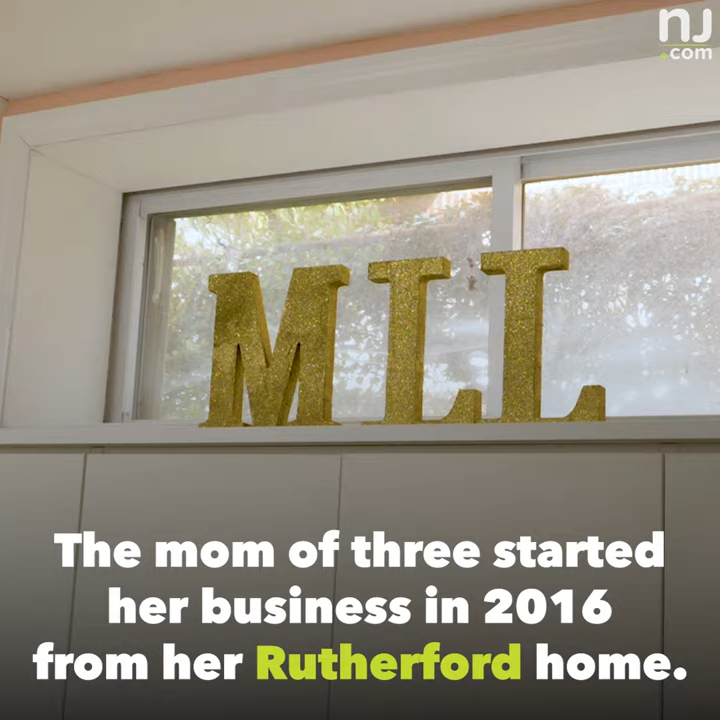 nj
.com
MLL
The mom of three started
her business in 2016
from her Rutherford home.